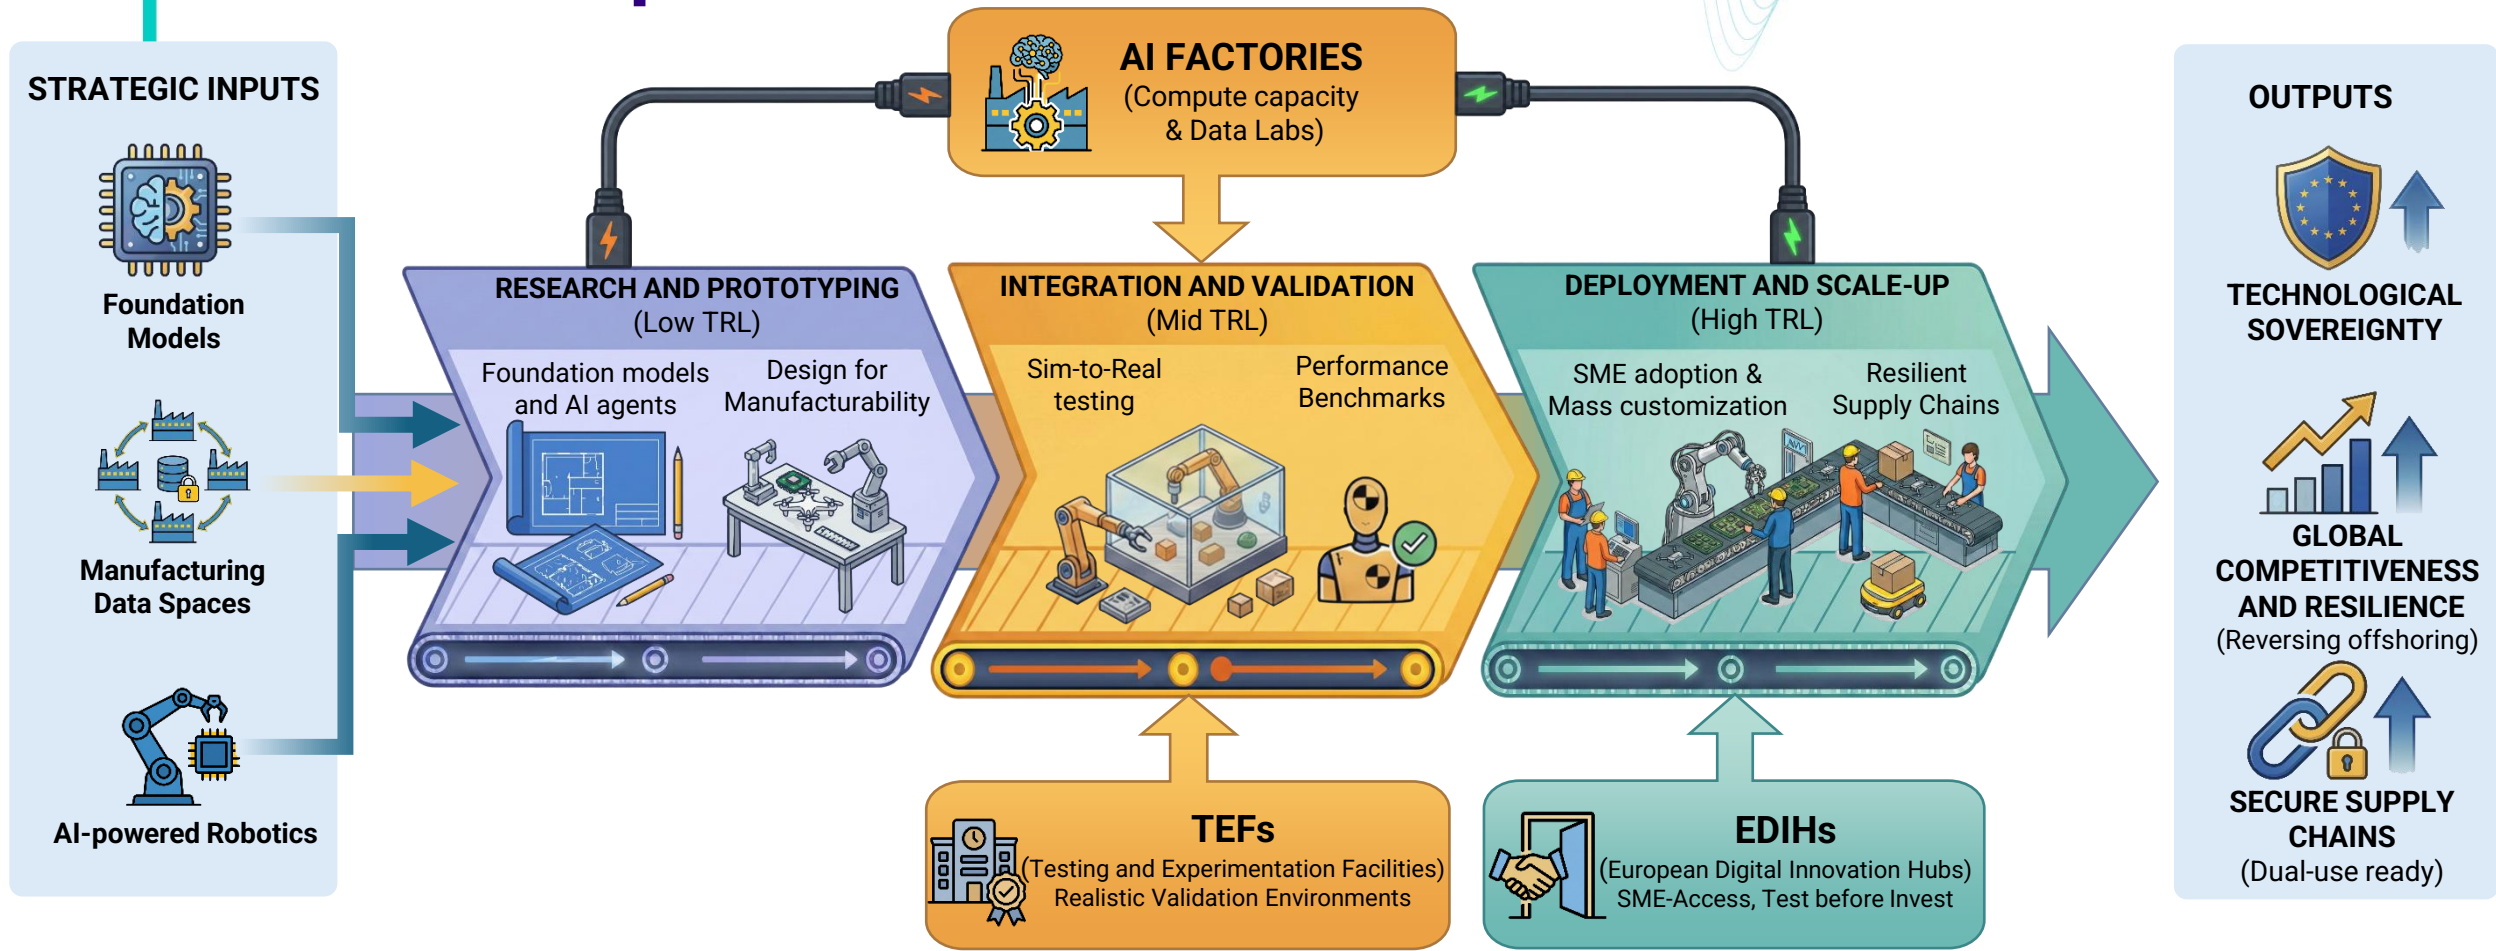 STRATEGIC INPUTS
Foundation
Models
Manufacturing
Data Spaces
AI-powered Robotics
AI FACTORIES
(Compute capacity
& Data Labs)
RESEARCH AND PROTOTYPING
(Low TRL)
Foundation models
and AI agents
Design for
Manufacturability
INTEGRATION AND VALIDATION
(Mid TRL)
Sim-to-Real
testing
Performance
Benchmarks
DEPLOYMENT AND SCALE-UP
(High TRL)
SME adoption &
Mass customization
Resilient
Supply Chains
TEFs
(Testing and Experimentation Facilities)
Realistic Validation Environments
EDIHs
(European Digital Innovation Hubs)
SME-Access, Test before Invest
OUTPUTS
TECHNOLOGICAL
SOVEREIGNTY
GLOBAL
COMPETITIVENESS
AND RESILIENCE
(Reversing offshoring)
SECURE SUPPLY
CHAINS
(Dual-use ready)